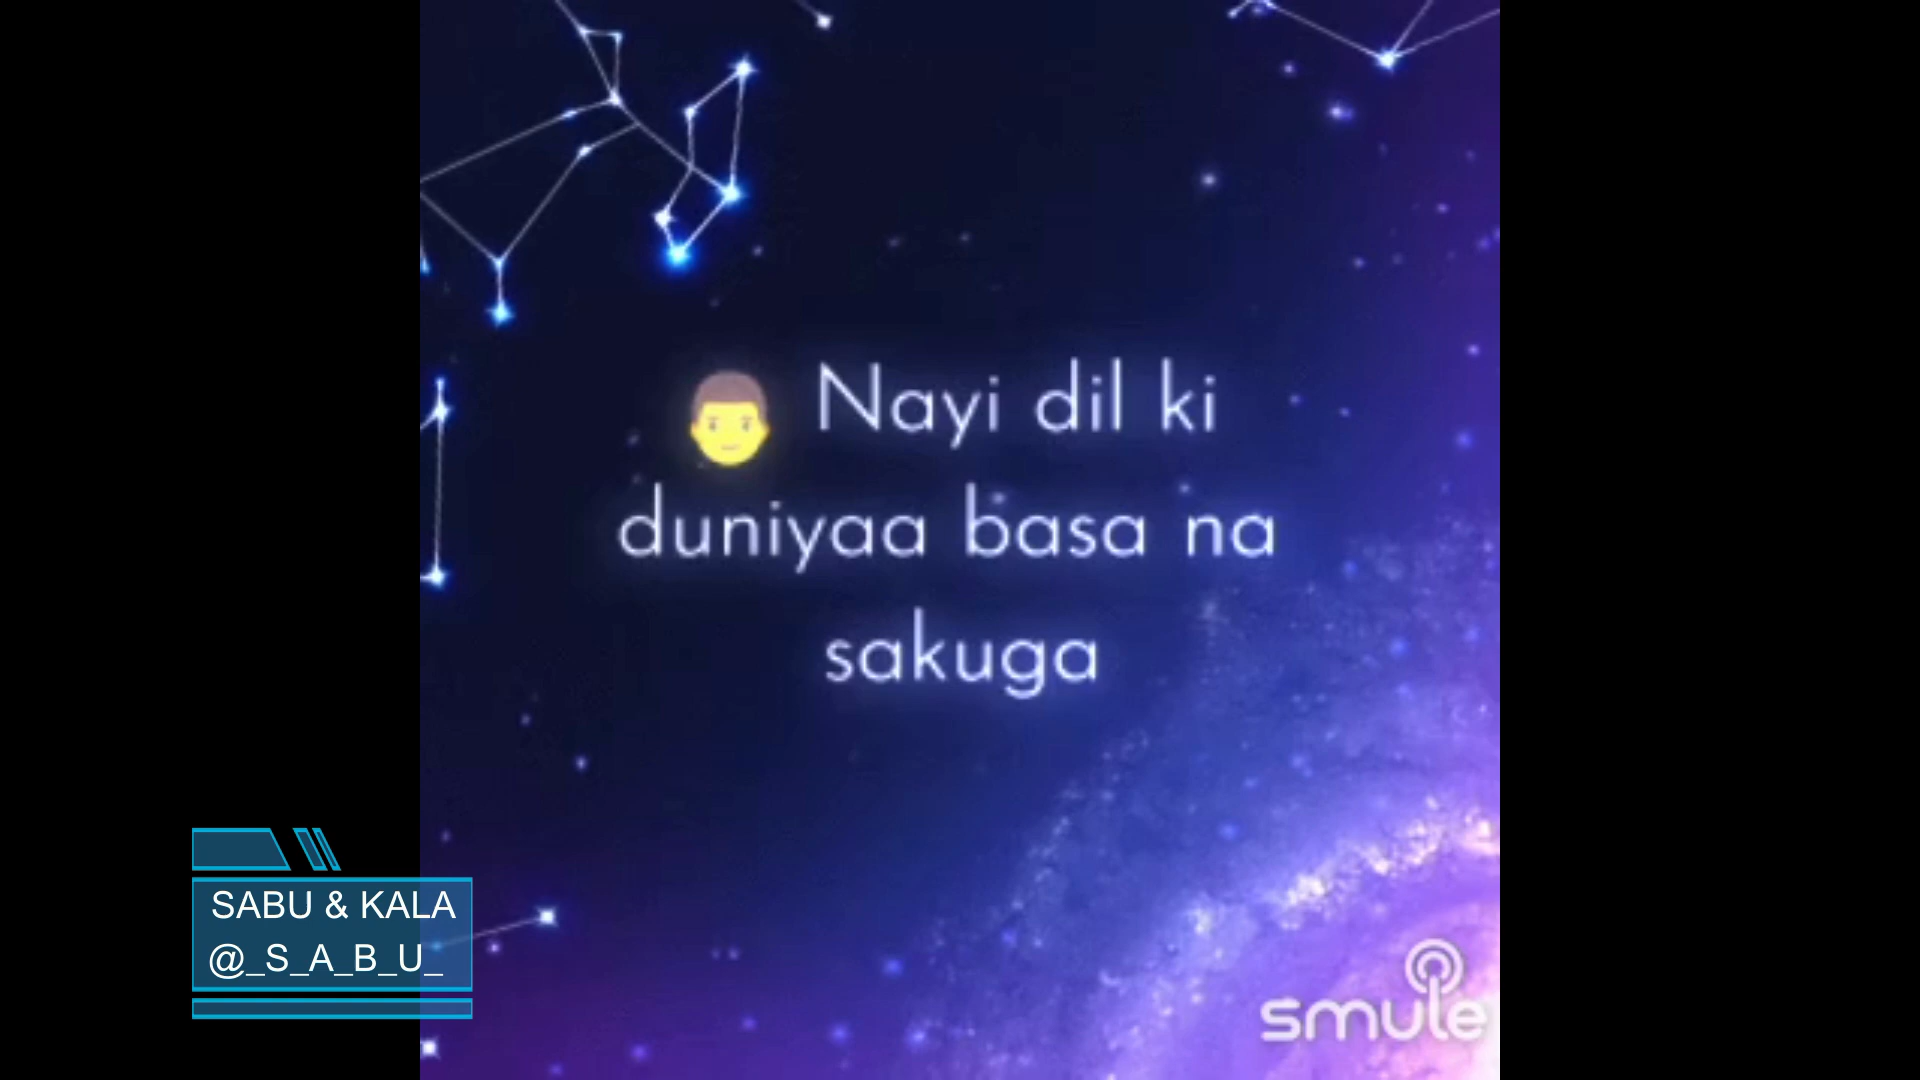 Nayi dil ki
duniyaa basa na
sakuga
SABU & KALA
@_S_A_B_U_
smule